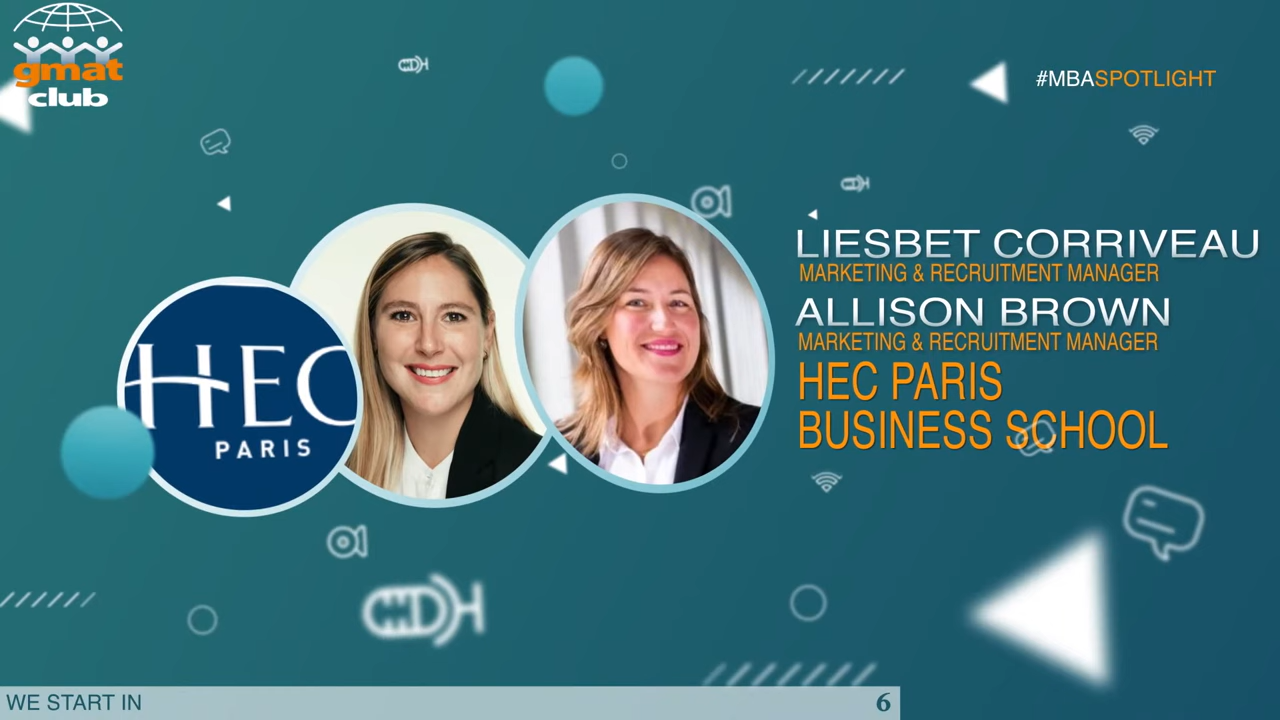 gmat
club
#MBASPOTLIGHT
LIESBET CORRIVEAU
MARKETING & RECRUITMENT MANAGER
ALLISON BROWN
MARKETING & RECRUITMENT MANAGER
HEC PARIS
BUSINESS SCHOOL
HEC
PARIS
WE START IN 6